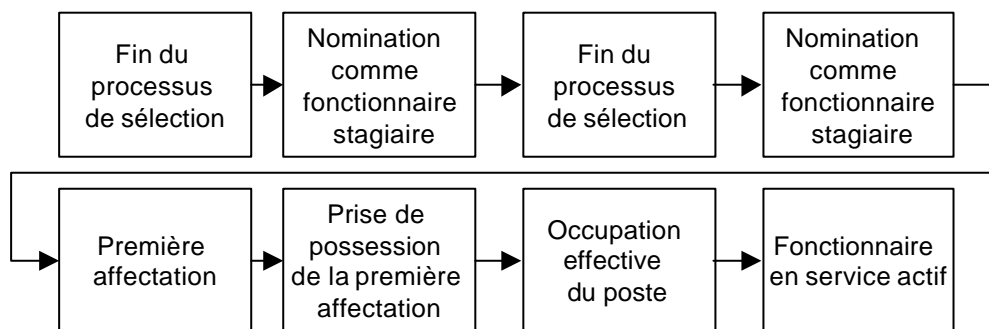 Fin du
processus
de sélection
Nomination
comme
fonctionnaire
stagiaire
Fin du
processus
de sélection
Nomination
comme
fonctionnaire
stagiaire
Première
affectation
Prise de
possession
de la première
affectation
Occupation
effective
du poste
Fonctionnaire
en service actif